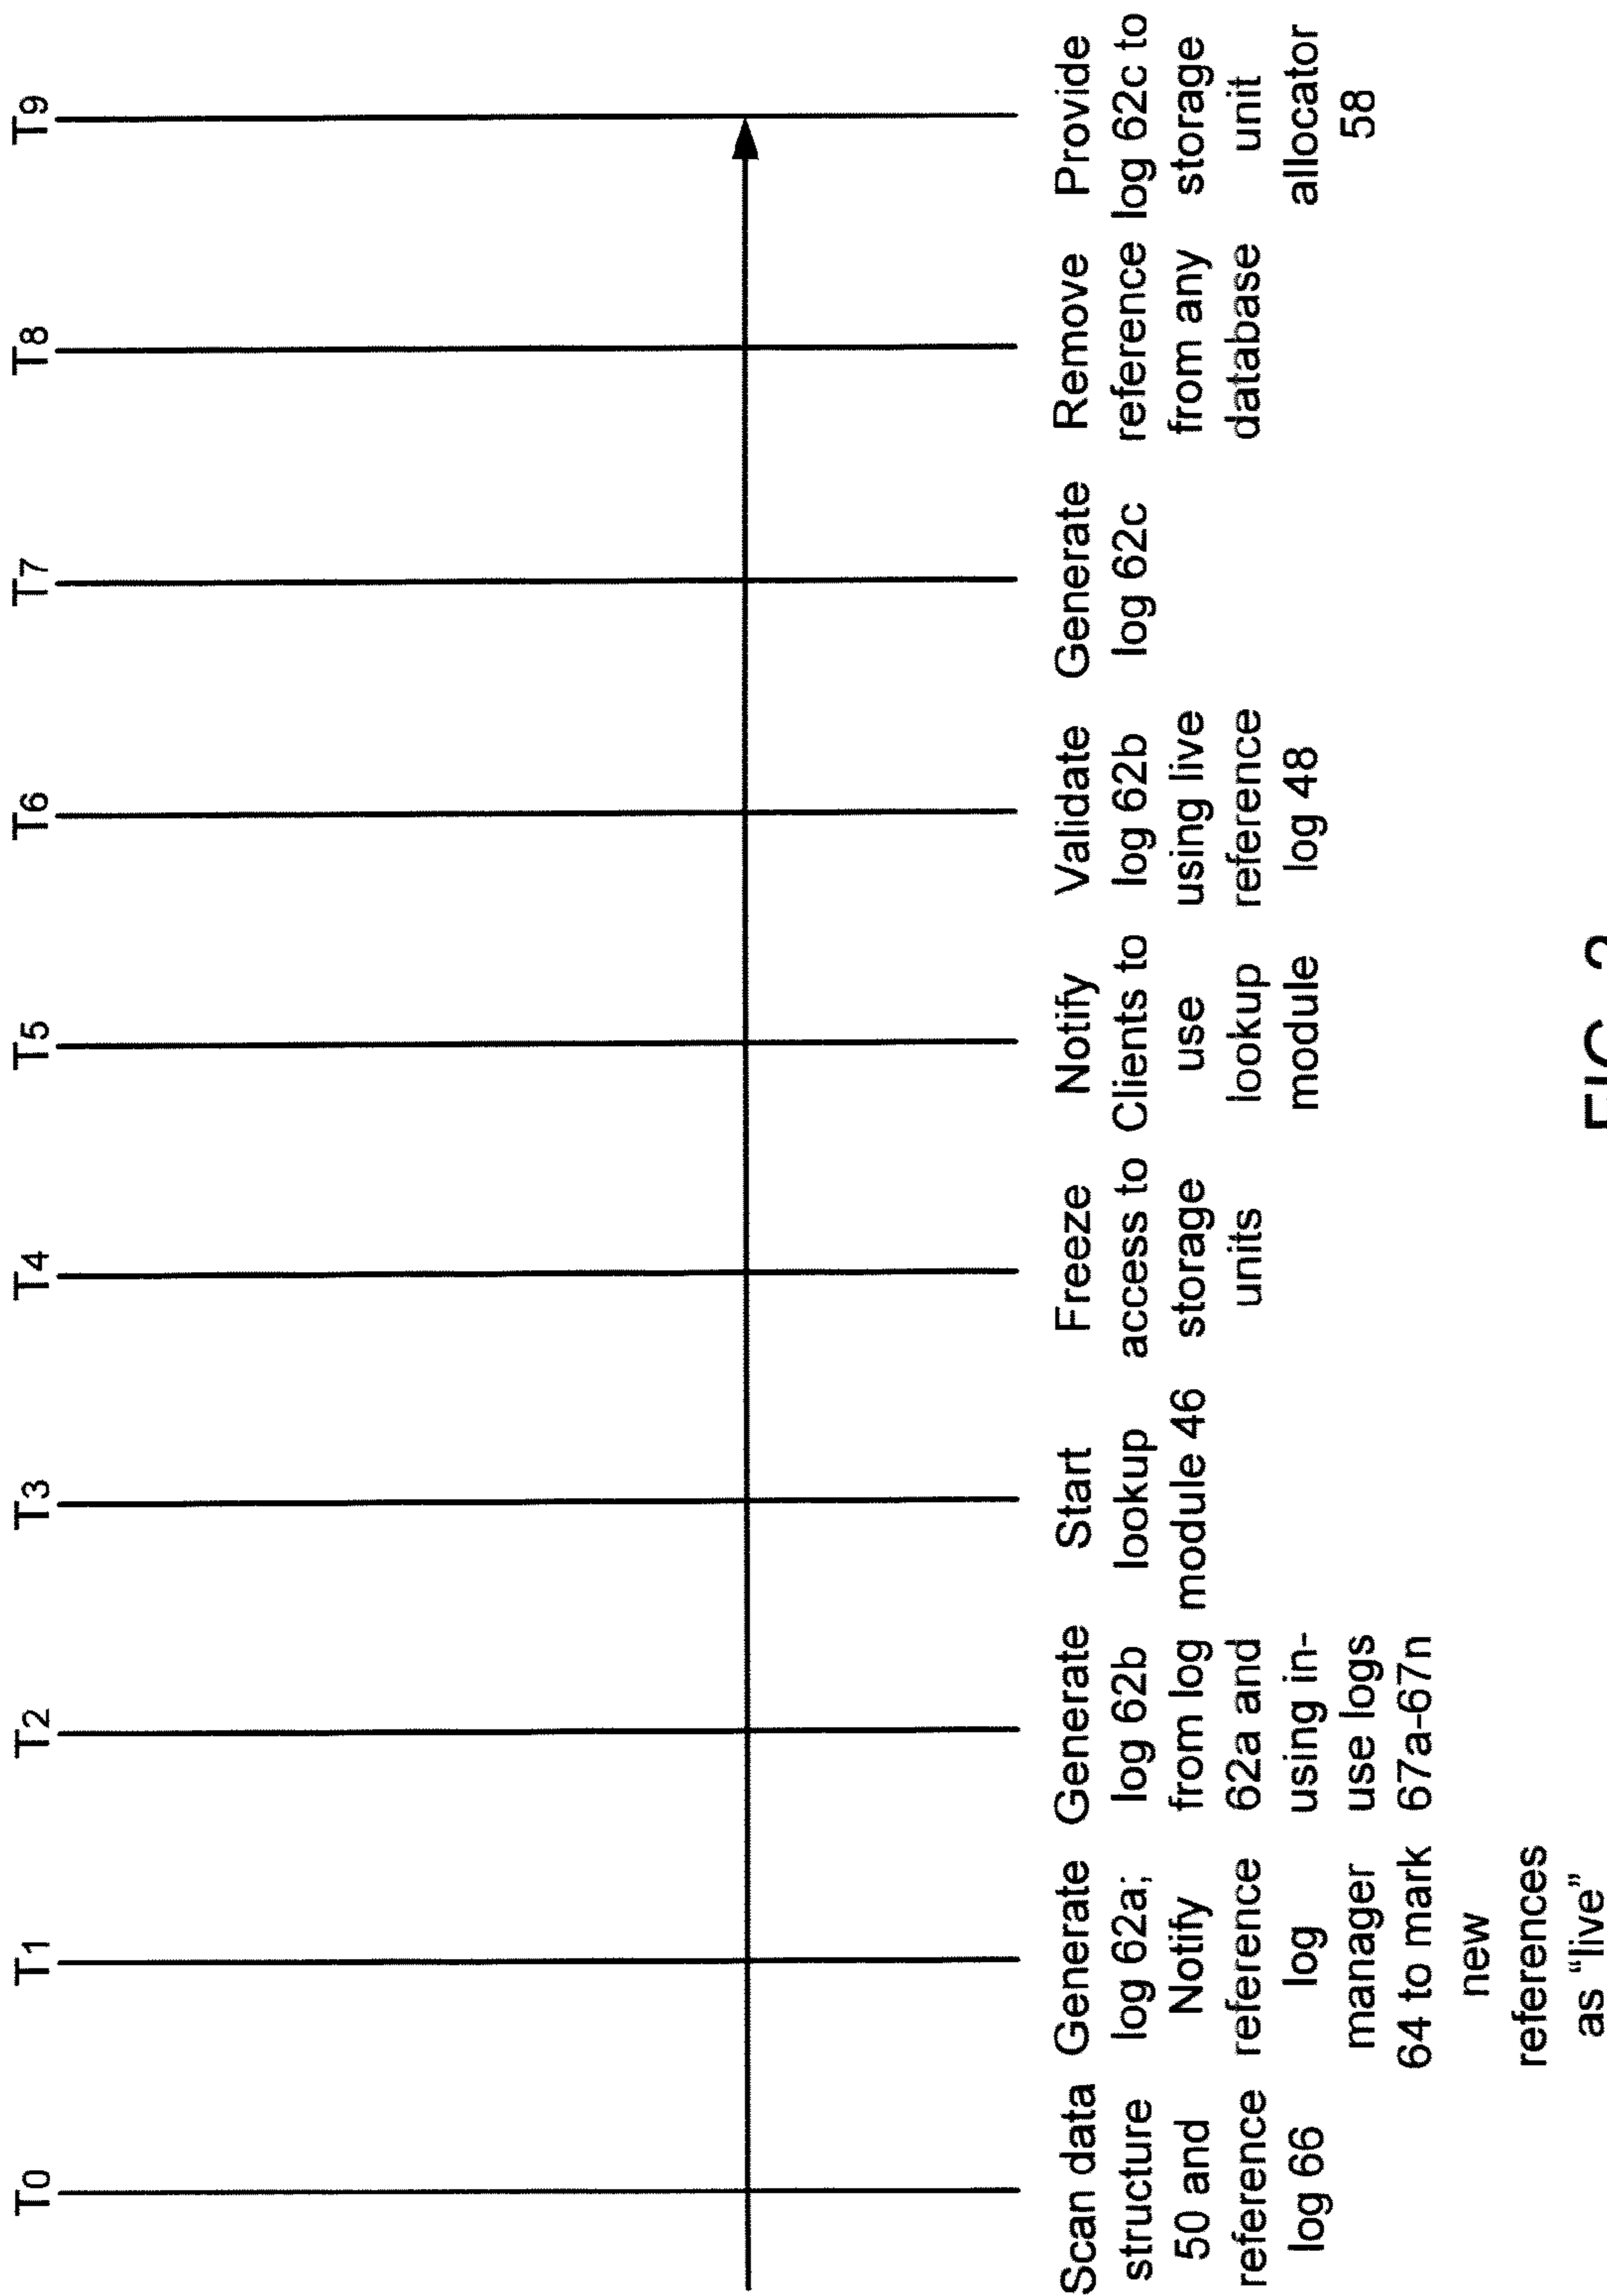 T0
T1
T2
T3
T4
T5
T6
T7
T8
T9
Scan data
structure
50 and
reference
log 66
Generate
log 62a;
Notify
reference
log
manager
64 to mark
new
references
as “live”
Generate
log 62b
from log
62a and
using in-
use logs
67a-67n
Start
lookup
module 46
Freeze
access to
storage
units
Notify
Clients to
use
lookup
module
Validate
log 62b
using live
reference
log 48
Generate
log 62c
Remove
reference
from any
database
Provide
log 62c to
storage
unit
allocator
58